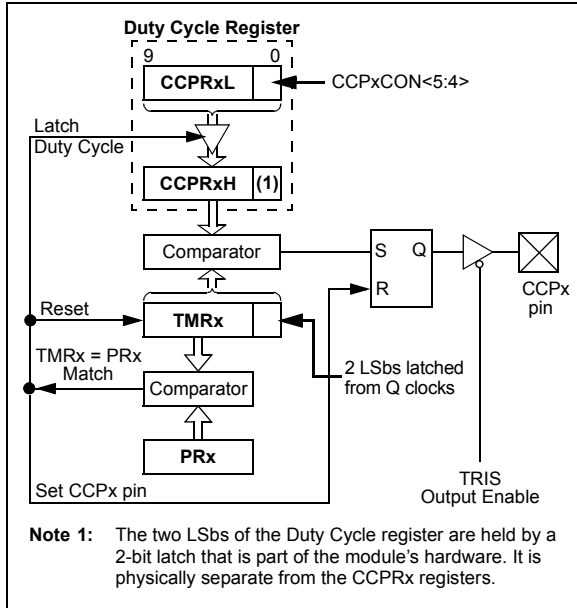 Duty Cycle Register
9 0
CCPRxL
CCPxCON<5:4>
Latch
Duty Cycle
CCPRxH (1)
Comparator
S Q
R
CCPx
pin
Reset
TMRx
TMRx = PRx
Match
2 LSbs latched
from Q clocks
Comparator
PRx
Set CCPx pin
TRIS
Output Enable
Note 1: The two LSbs of the Duty Cycle register are held by a
2-bit latch that is part of the module's hardware. It is
physically separate from the CCPRx registers.